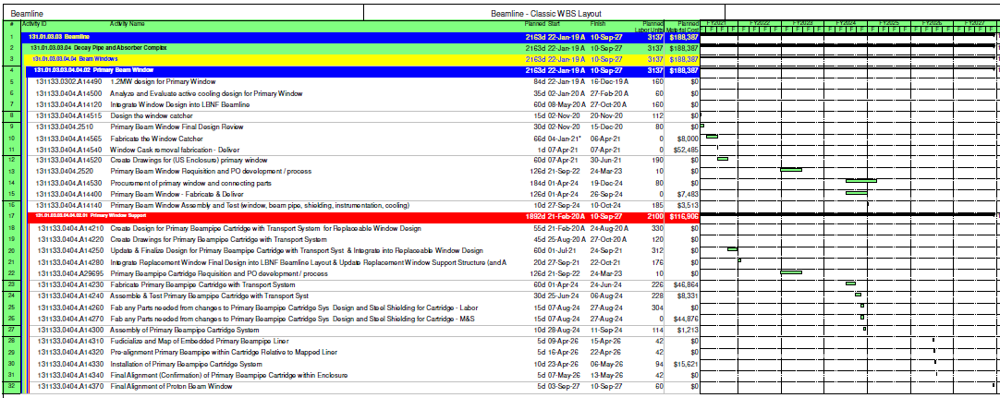 Beamline Beamline - Classic WBS Layout
# Activity ID Activity Name Planned Start Finish Planned Labor Units Planned Material Cost FY2021 FY2022 FY2023 FY2024 FY2025 FY2026 FY2027
1 131.01.03.03 Beamline 2163d 22-Jan-19 A 10-Sep-27 3137 $188,387
2 131.01.03.03.04 Decay Pipe and Absorber Complex 2163d 22-Jan-19 A 10-Sep-27 3137 $188,387
3 131.01.03.03.04.04 Beam Windows 2163d 22-Jan-19 A 10-Sep-27 3137 $188,387
4 131.01.03.03.04.04.02 Primary Beam Window 2163d 22-Jan-19 A 10-Sep-27 3137 $188,387
5 131133.0302.A14490 1.2MW design for Primary Window 84d 22-Jan-19 A 16-Dec-19 A 160 $0
6 131133.0404.A14500 Analyze and Evaluate active cooling design for Primary Window 35d 02-Jan-20 A 27-Feb-20 A 60 $0
7 131133.0404.A14120 Integrate Window Design into LBNF Beamline 60d 08-May-20 A 27-Oct-20 A 160 $0
8 131133.0404.A14515 Design the window catcher 15d 02-Nov-20 20-Nov-20 112 $0
9 131133.0404.2510 Primary Beam Window Final Design Review 30d 02-Nov-20 15-Dec-20 80 $0
10 131133.0404.A14565 Fabricate the Window Catcher 66d 04-Jan-21* 06-Apr-21 0 $8,000
11 131133.0404.A14540 Window Cask removal fabrication - Deliver 1d 07-Apr-21 07-Apr-21 0 $52,485
12 131133.0404.A14520 Create Drawings for (US Enclosure) primary window 60d 07-Apr-21 30-Jun-21 190 $0
13 131133.0404.2520 Primary Beam Window Requisition and PO development / process 126d 21-Sep-22 24-Mar-23 10 $0
14 131133.0404.A14530 Procurement of primary window and connecting parts 184d 01-Apr-24 19-Dec-24 80 $0
15 131133.0404.A14400 Primary Beam Window - Fabricate & Deliver 126d 01-Apr-24 26-Sep-24 0 $7,483
16 131133.0404.A14140 Primary Beam Window Assembly and Test (window, beam pipe, shielding, instrumentation, cooling) 10d 27-Sep-24 10-Oct-24 185 $3,513
17 131.01.03.03.04.04.02.01 Primary Window Support 1892d 21-Feb-20 A 10-Sep-27 2100 $116,906
18 131133.0404.A14210 Create Design for Primary Beampipe Cartridge with Transport System for Replaceable Window Design 55d 21-Feb-20 A 24-Aug-20 A 330 $0
19 131133.0404.A14220 Create Drawings for Primary Beampipe Cartridge with Transport System 45d 25-Aug-20 A 27-Oct-20 A 120 $0
20 131133.0404.A14250 Update & Finalize Design for Primary Beampipe Cartridge with Transport Syst & Integrate into Replaceable Window Design 60d 01-Jul-21 24-Sep-21 312 $0
21 131133.0404.A14280 Integrate Replacement Window Final Design into LBNF Beamline Layout & Update Replacement Window Support Structure (and A 20d 27-Sep-21 22-Oct-21 176 $0
22 131133.0404.A29695 Primary Beampipe Cartridge Requisition and PO development / process 126d 21-Sep-22 24-Mar-23 10 $0
23 131133.0404.A14230 Fabricate Primary Beampipe Cartridge with Transport System 60d 01-Apr-24 24-Jun-24 226 $46,864
24 131133.0404.A14240 Assemble & Test Primary Beampipe Cartridge with Transport Syst 30d 25-Jun-24 06-Aug-24 228 $8,331
25 131133.0404.A14260 Fab any Parts needed from changes to Primary Beampipe Cartridge Sys Design and Steel Shielding for Cartridge - Labor 15d 07-Aug-24 27-Aug-24 304 $0
26 131133.0404.A14270 Fab any Parts needed from changes to Primary Beampipe Cartridge Sys Design and Steel Shielding for Cartridge - M&S 15d 07-Aug-24 27-Aug-24 0 $44,876
27 131133.0404.A14300 Assembly of Primary Beampipe Cartridge System 10d 28-Aug-24 11-Sep-24 114 $1,213
28 131133.0404.A14310 Fudicialize and Map of Embedded Primary Beampipe Liner 5d 09-Apr-26 15-Apr-26 42 $0
29 131133.0404.A14320 Pre-alignment Primary Beampipe within Cartridge Relative to Mapped Liner 5d 16-Apr-26 22-Apr-26 42 $0
30 131133.0404.A14330 Installation of Primary Beampipe Cartridge System 10d 23-Apr-26 06-May-26 94 $15,621
31 131133.0404.A14340 Final Alignment (Confirmation) of Primary Beampipe Cartridge within Enclosure 5d 07-May-26 13-May-26 42 $0
32 131133.0404.A14370 Final Alignment of Proton Beam Window 5d 03-Sep-27 10-Sep-27 60 $0